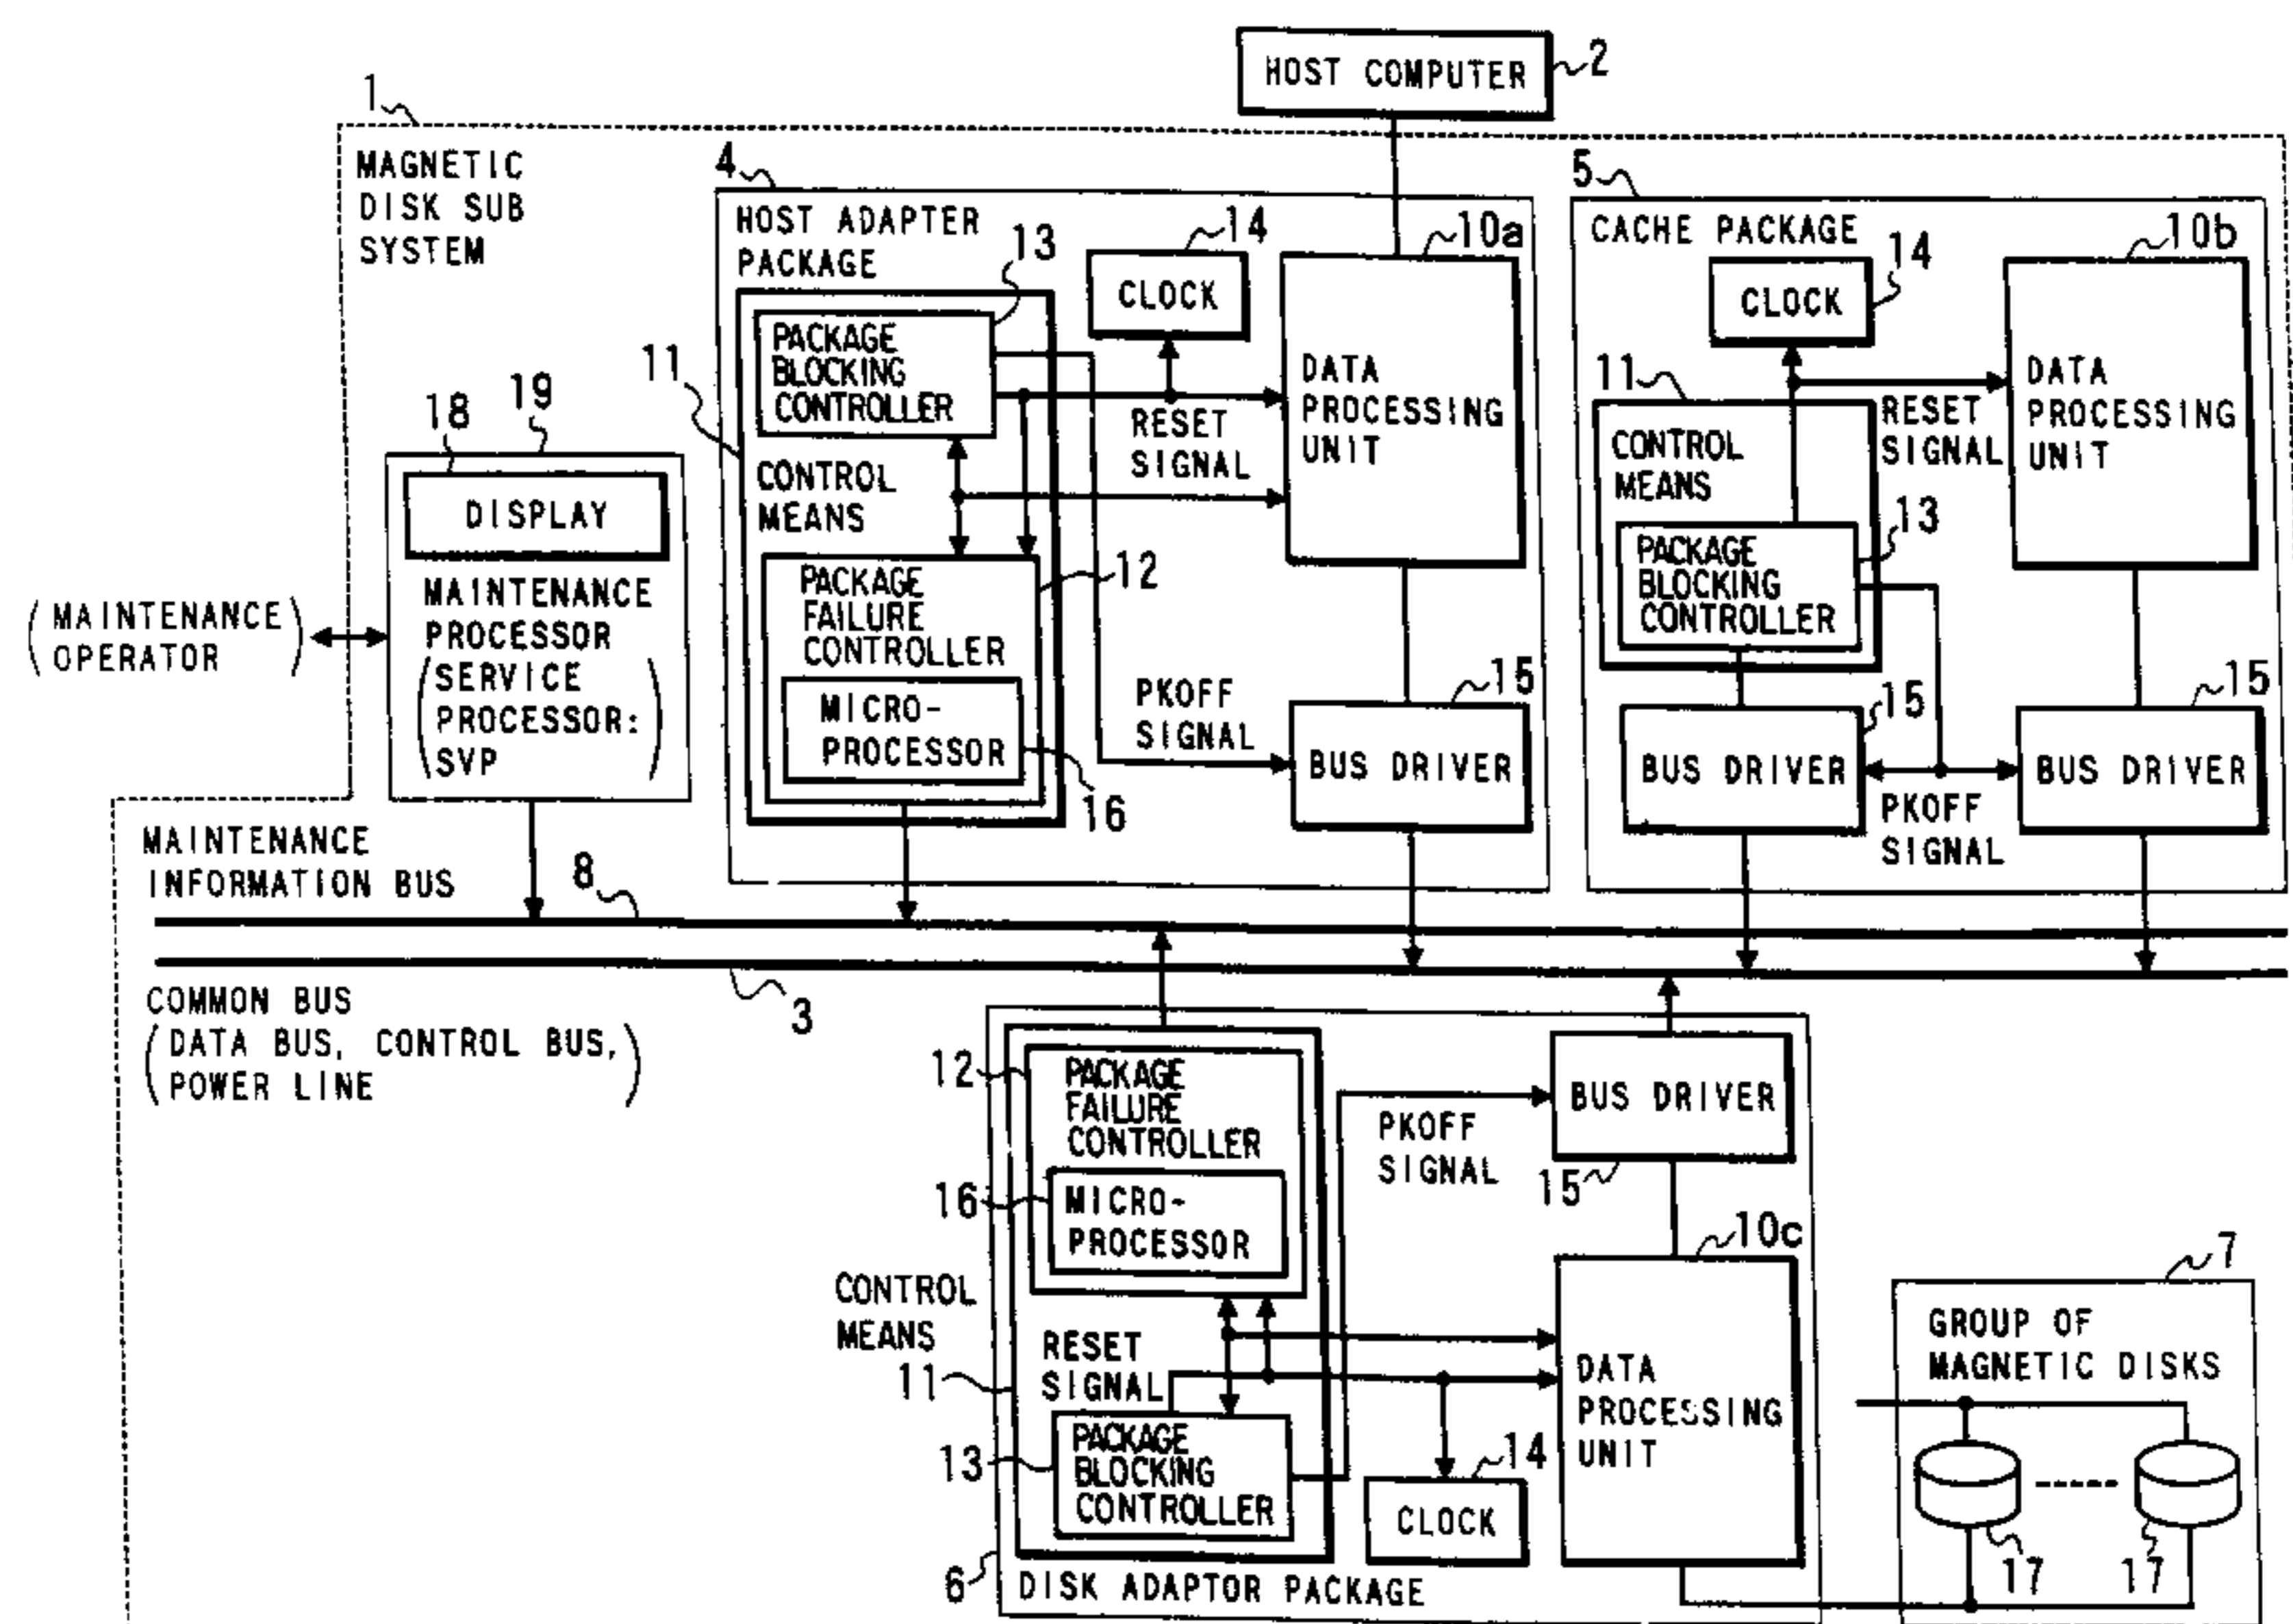 HOST COMPUTER
2
1
MAGNETIC
DISK SUB
SYSTEM
4
HOST ADAPTER
PACKAGE
13
14
CLOCK
10a
DATA
PROCESSING
UNIT
11
PACKAGE
BLOCKING
CONTROLLER
RESET
SIGNAL
CONTROL
MEANS
PACKAGE
FAILURE
CONTROLLER
12
MICRO-
PROCESSOR
16
PKOFF
SIGNAL
15
BUS DRIVER
5
CACHE PACKAGE
14
CLOCK
10b
DATA
PROCESSING
UNIT
11
RESET
SIGNAL
CONTROL
MEANS
13
PACKAGE
BLOCKING
CONTROLLER
15
BUS DRIVER
PKOFF
SIGNAL
15
BUS DRIVER
18
19
DISPLAY
MAINTENANCE
PROCESSOR
(SERVICE
PROCESSOR:
SVP)
(MAINTENANCE
OPERATOR)
MAINTENANCE
INFORMATION BUS
8
COMMON BUS
3
(DATA BUS, CONTROL BUS,
POWER LINE)
12
PACKAGE
FAILURE
CONTROLLER
16
MICRO-
PROCESSOR
CONTROL
MEANS
11
RESET
SIGNAL
13
PACKAGE
BLOCKING
CONTROLLER
PKOFF
SIGNAL
BUS DRIVER
15
10c
DATA
PROCESSING
UNIT
14
CLOCK
6
DISK ADAPTOR PACKAGE
7
GROUP OF
MAGNETIC DISKS
17
17